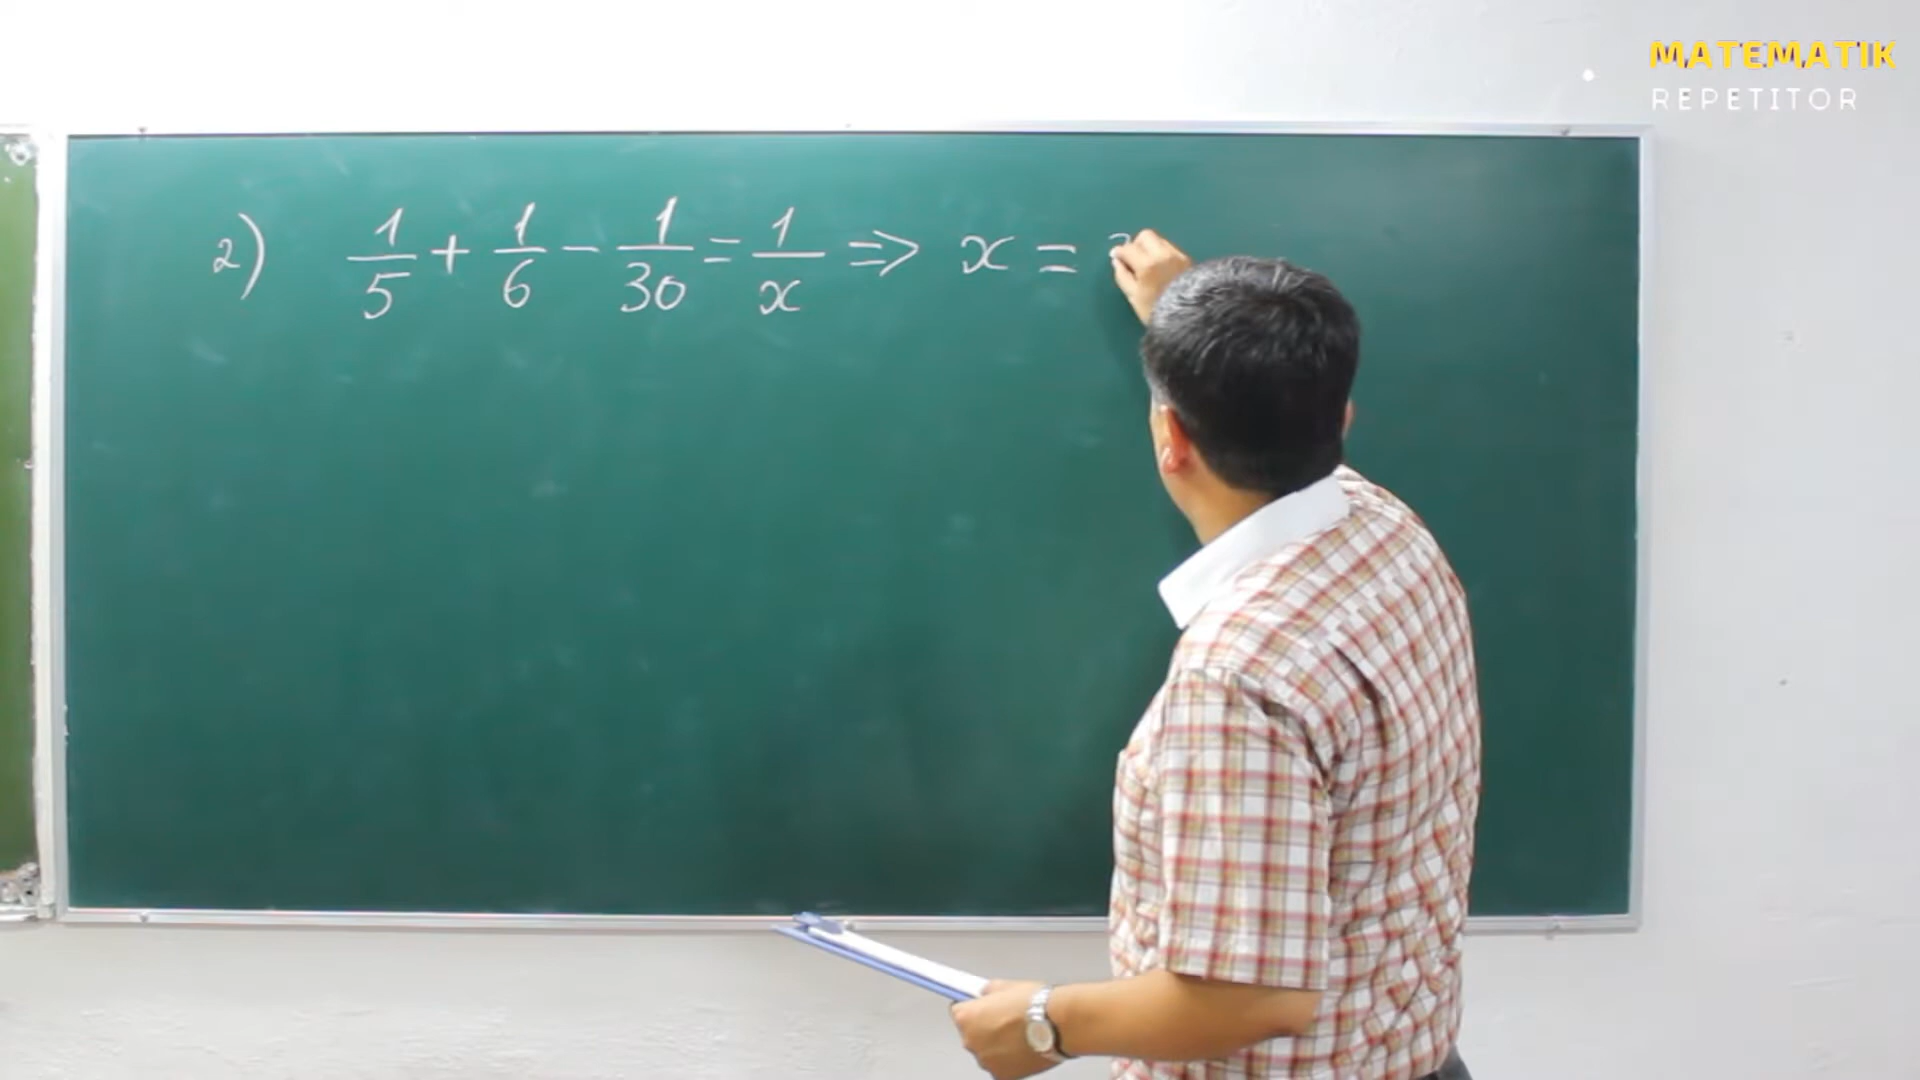 MATEMATIK
REPETITOR
2) 1/5 + 1/6 - 1/30 = 1/x => x =